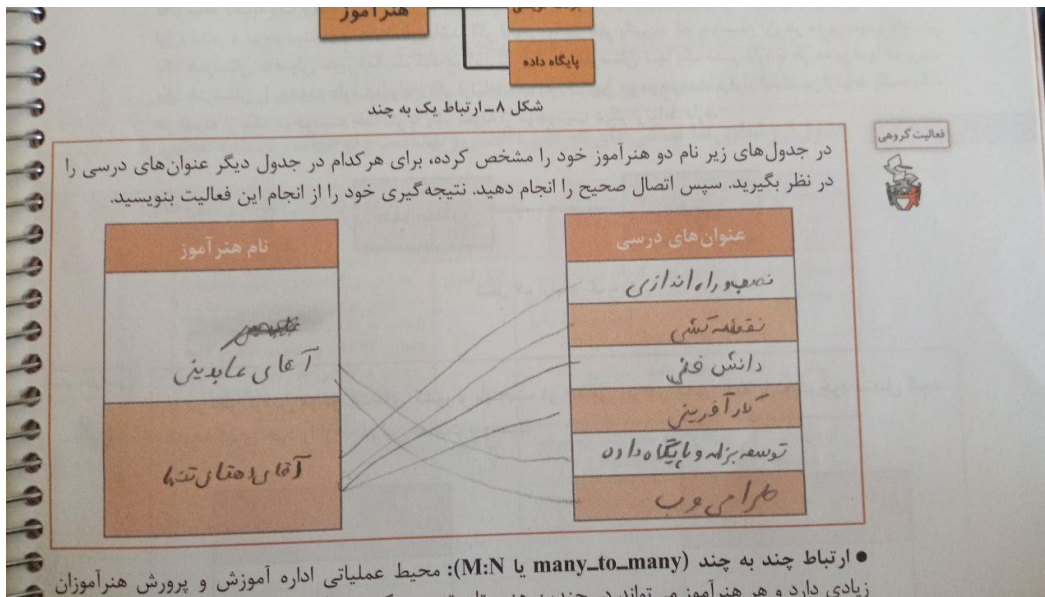 هنرآموز
پایگاه داده
شکل ۸ – ارتباط یک به چند
فعالیت گروهی
در جدول‌های زیر نام دو هنرآموز خود را مشخص کرده، برای هرکدام در جدول دیگر عنوان‌های درسی را
در نظر بگیرید. سپس اتصال صحیح را انجام دهید. نتیجه‌گیری خود را از انجام این فعالیت بنویسید.
عنوان‌های درسی
نصب و راه اندازی
نقشه کشی
دانش فنی
کارآفرینی
توسعه برنامه و پایگاه داده
طراحی وب
نام هنرآموز
آقای عابدینی
آقای
• ارتباط چند به چند (many_to_many یا M:N): محیط عملیاتی اداره آموزش و پرورش هنرآموزان
زیادی دارد و هر هنرآموز می‌تواند در چندین